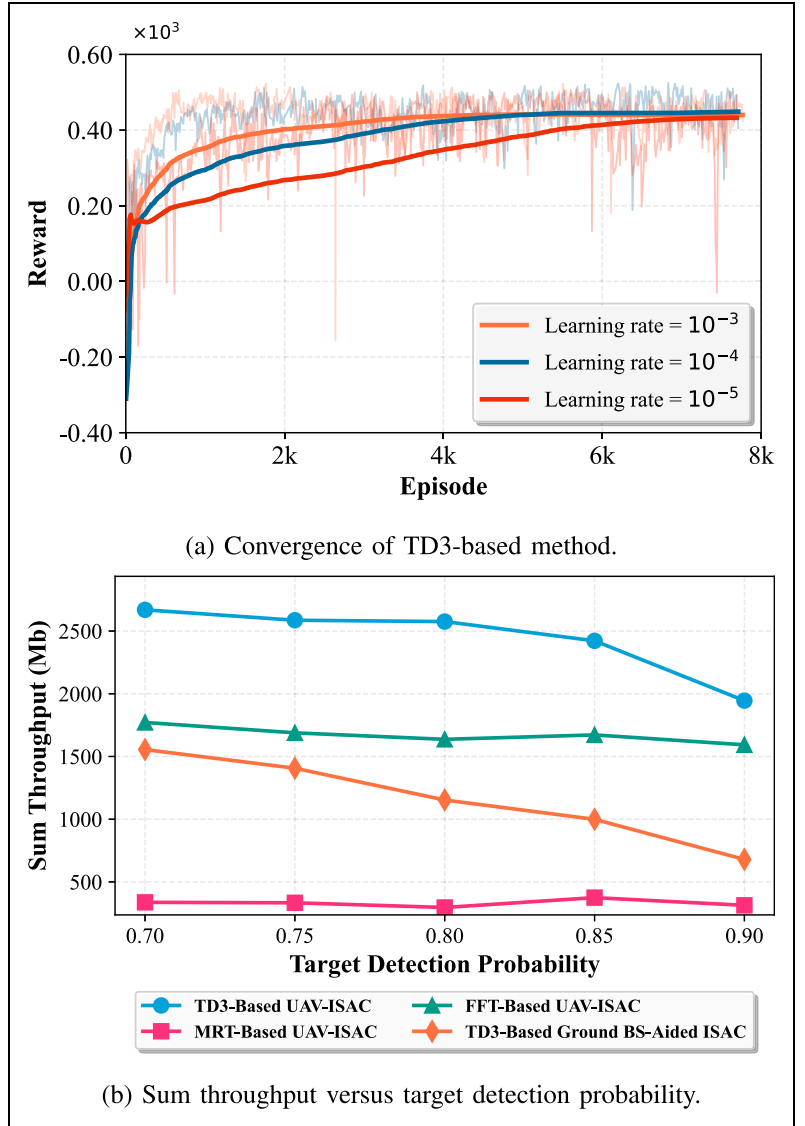 ×10³
0.60
0.40
0.20
0.00
-0.20
-0.40
Reward
Learning rate = 10⁻³
Learning rate = 10⁻⁴
Learning rate = 10⁻⁵
0 2k 4k 6k 8k
Episode
(a) Convergence of TD3-based method.
2500
2000
1500
1000
500
Sum Throughput (Mb)
0.70 0.75 0.80 0.85 0.90
Target Detection Probability
TD3-Based UAV-ISAC FFT-Based UAV-ISAC
MRT-Based UAV-ISAC TD3-Based Ground BS-Aided ISAC
(b) Sum throughput versus target detection probability.